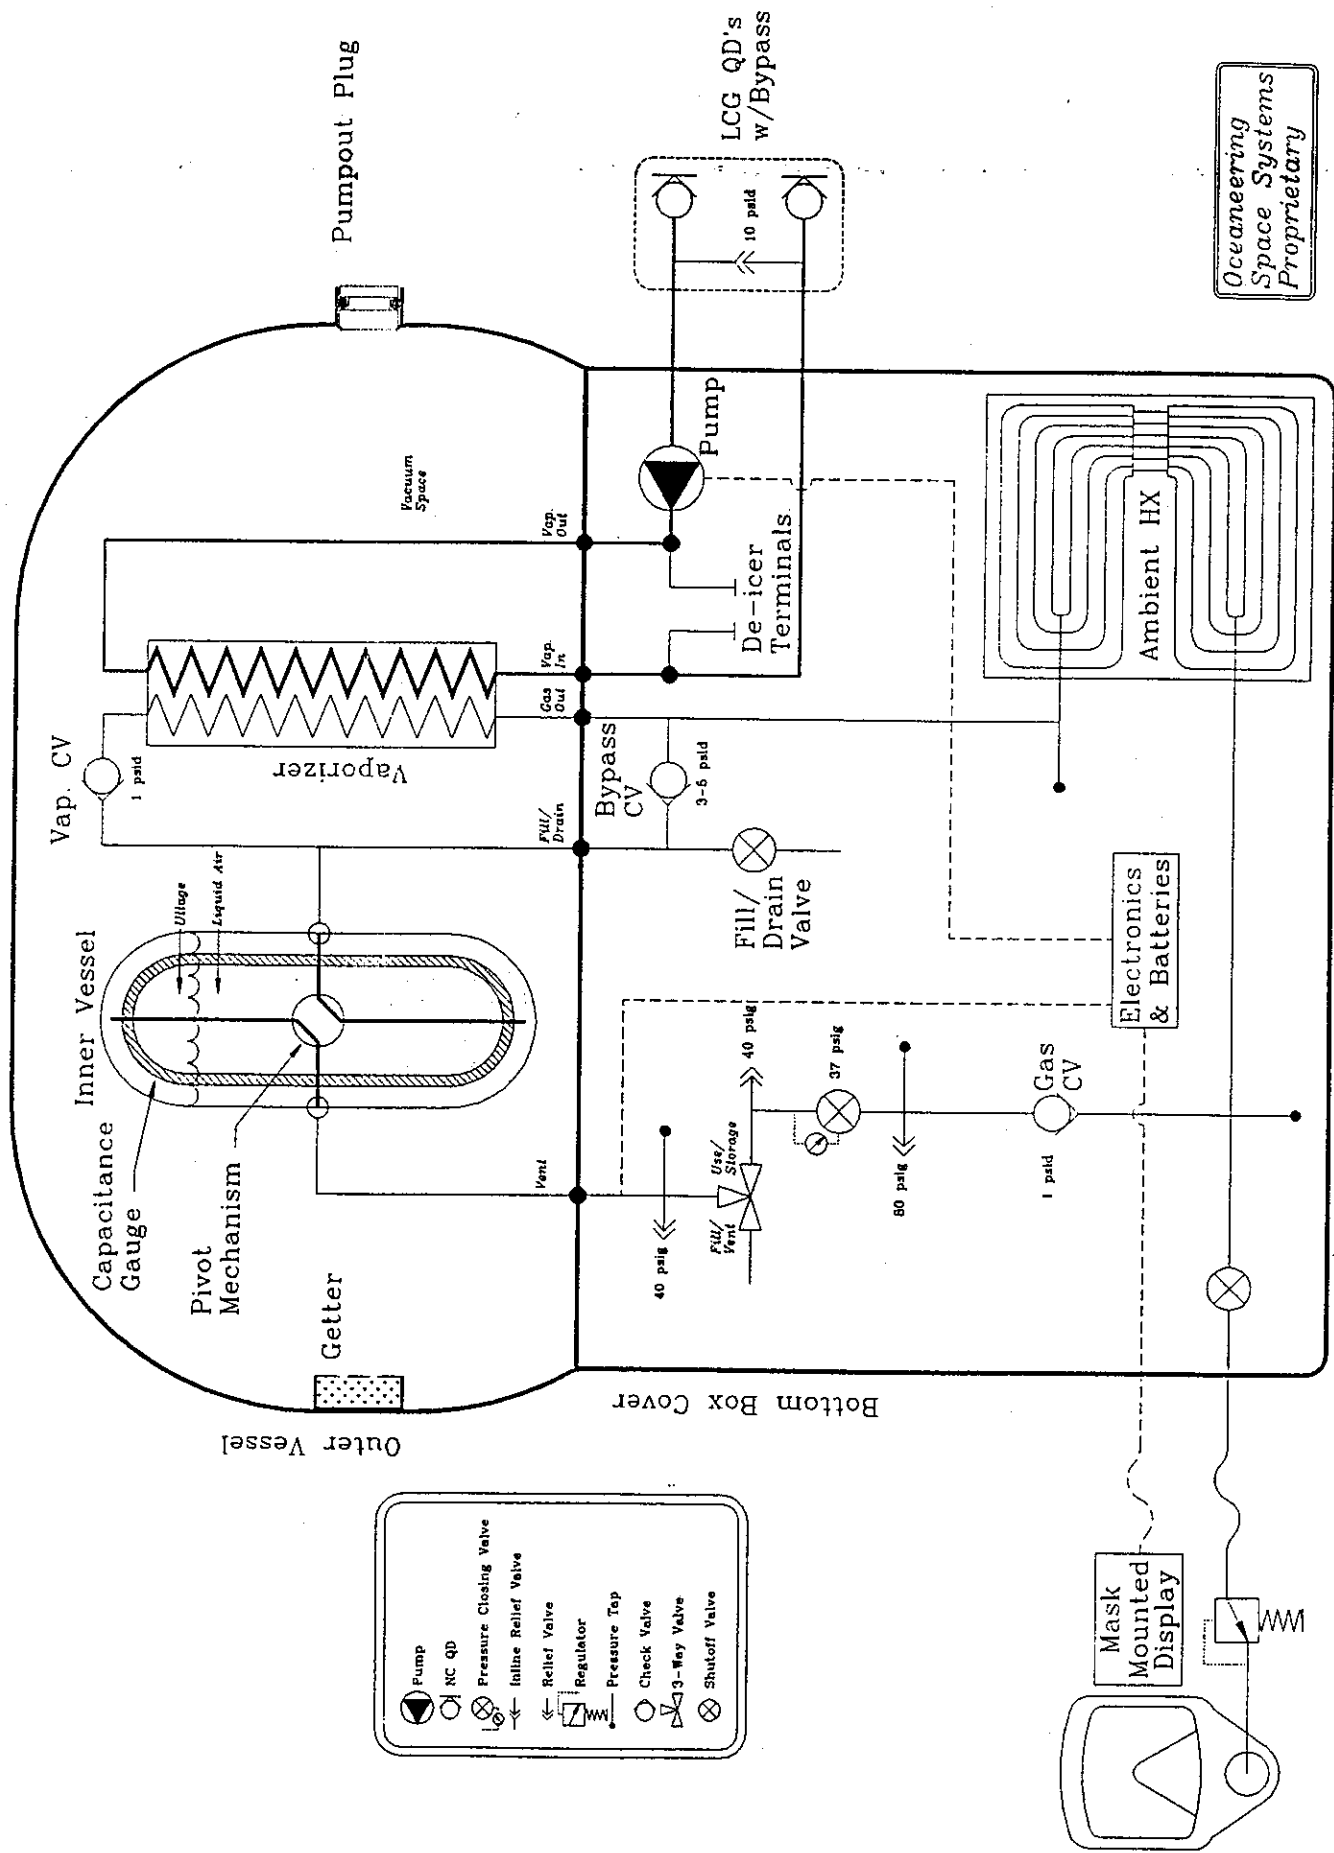 Pumpout Plug
LCG QD's
w/Bypass
10 psid
Oceaneering
Space Systems
Proprietary
Vacuum
Space
Pump
Vap.
Out
De-icer
Terminals
Vap.
In
Gas
Out
Vaporizer
Vap. CV
1 psid
Bypass
CV
3-5 psid
Fill/
Drain
Fill/
Drain
Valve
Ambient HX
Electronics
& Batteries
Inner Vessel
Ullage
Liquid Air
Capacitance
Gauge
Pivot
Mechanism
Getter
Vent
40 psig
Fill/
Vent
Use/
Storage
40 psig
37 psig
80 psig
Gas
CV
1 psid
Outer Vessel
Bottom Box Cover
Pump
NC QD
Pressure Closing Valve
Inline Relief Valve
Relief Valve
Regulator
Pressure Tap
Check Valve
3-Way Valve
Shutoff Valve
Mask
Mounted
Display